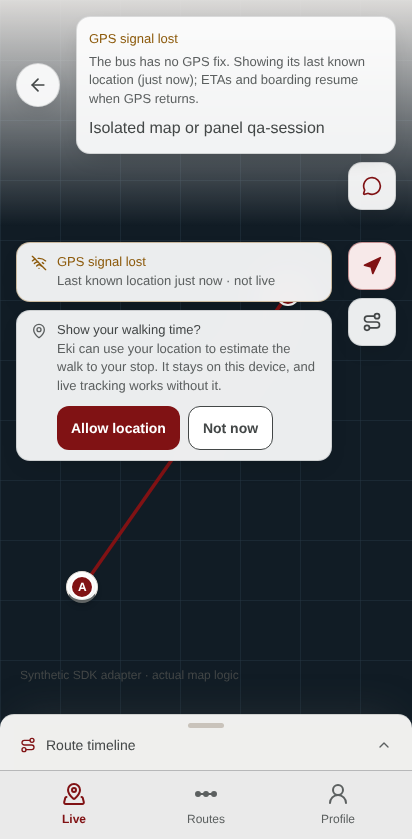 GPS signal lost
The bus has no GPS fix. Showing its last known
location (just now); ETAs and boarding resume
when GPS returns.
Isolated map or panel qa-session
GPS signal lost
Last known location just now · not live
Show your walking time?
Eki can use your location to estimate the
walk to your stop. It stays on this device, and
live tracking works without it.
Allow location
Not now
A
Synthetic SDK adapter · actual map logic
Route timeline
Live
Routes
Profile